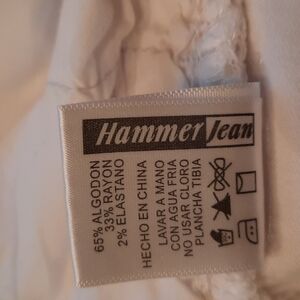 Hammer Jean
65% ALGODON
33% RAYON
2% ELASTANO
HECHO EN CHINA
LAVAR A MANO
CON AGUA FRIA
NO USAR CLORO
PLANCHA TIBIA